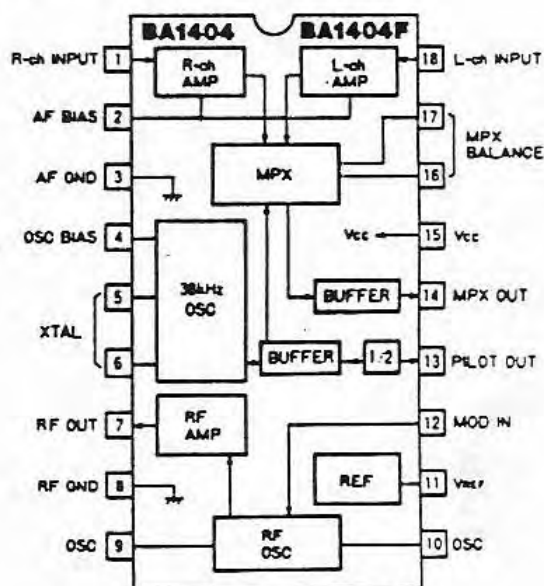 BA1404 BA1404F
R-ch INPUT 1 R-ch AMP L-ch AMP 18 L-ch INPUT
AF BIAS 2 17
MPX BALANCE
AF GND 3 MPX 16
OSC BIAS 4 Vcc 15 Vcc
38kHz OSC
5 BUFFER 14 MPX OUT
XTAL
6 BUFFER 1/2 13 PILOT OUT
RF OUT 7 RF AMP 12 MOD IN
RF GND 8 REF 11 VREF
OSC 9 RF OSC 10 OSC